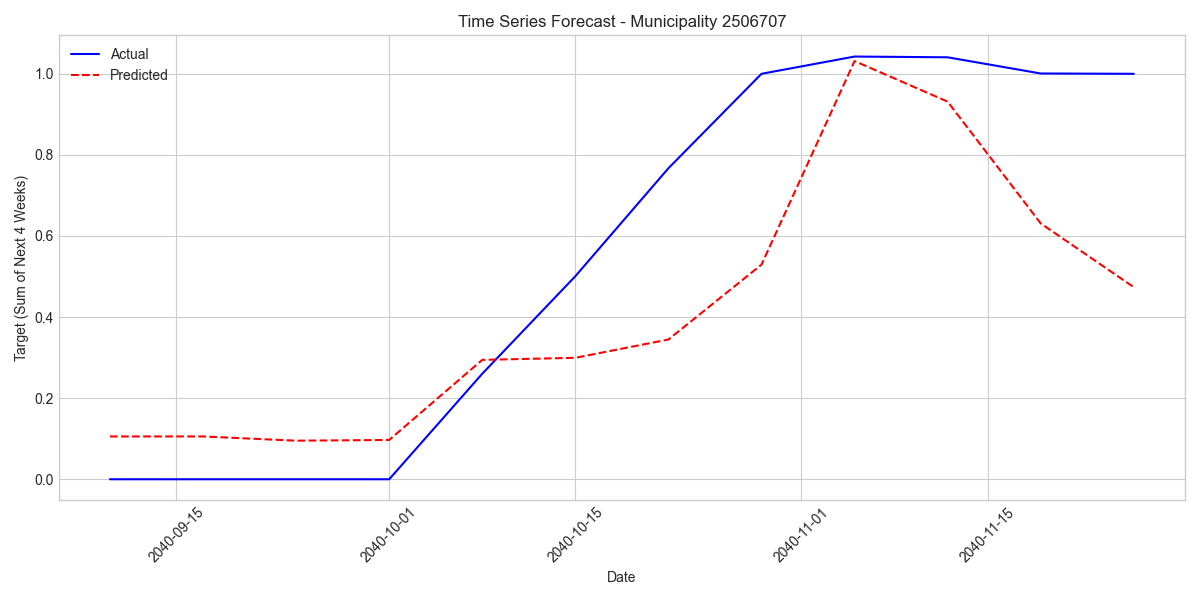 Time Series Forecast - Municipality 2506707
Actual
Predicted
Target (Sum of Next 4 Weeks)
1.0
0.8
0.6
0.4
0.2
0.0
2040-09-15
2040-10-01
2040-10-15
2040-11-01
2040-11-15
Date